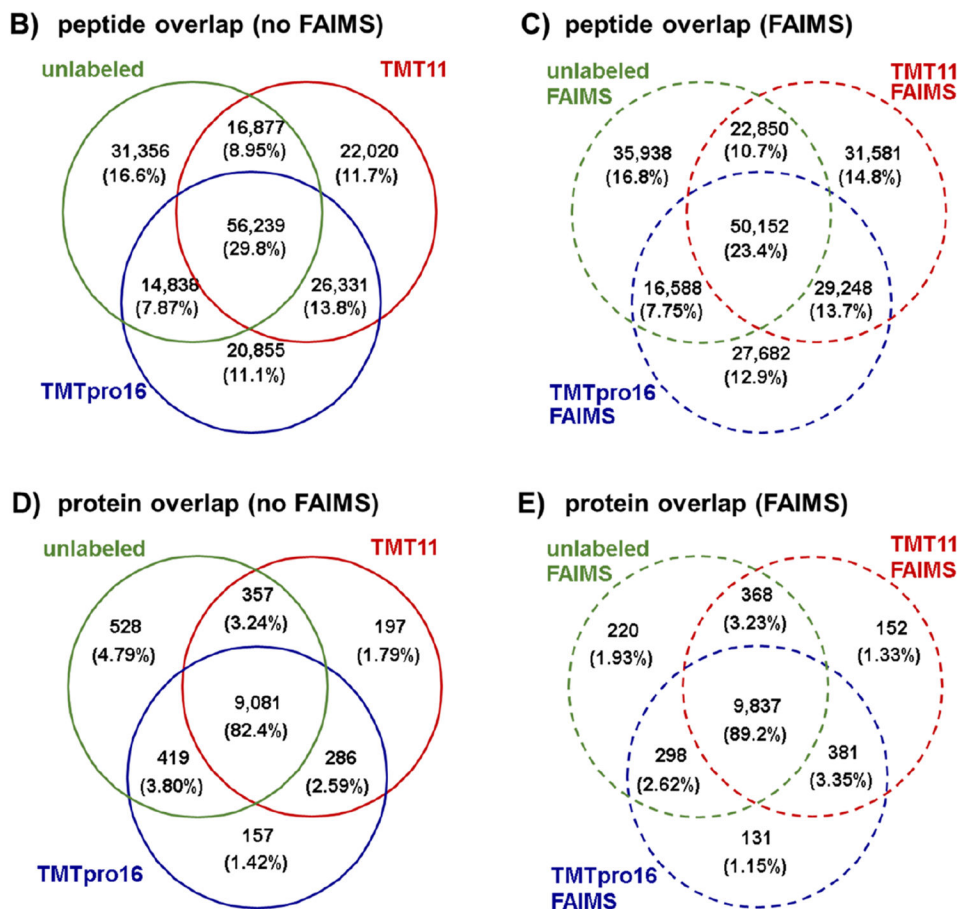 B) peptide overlap (no FAIMS)
unlabeled
TMT11
16,877
(8.95%)
31,356
(16.6%)
22,020
(11.7%)
56,239
(29.8%)
14,838
(7.87%)
26,331
(13.8%)
20,855
(11.1%)
TMTpro16
C) peptide overlap (FAIMS)
unlabeled
FAIMS
TMT11
FAIMS
22,850
(10.7%)
35,938
(16.8%)
31,581
(14.8%)
50,152
(23.4%)
16,588
(7.75%)
29,248
(13.7%)
27,682
(12.9%)
TMTpro16
FAIMS
D) protein overlap (no FAIMS)
unlabeled
TMT11
357
(3.24%)
528
(4.79%)
197
(1.79%)
9,081
(82.4%)
419
(3.80%)
286
(2.59%)
157
(1.42%)
TMTpro16
E) protein overlap (FAIMS)
unlabeled
FAIMS
TMT11
FAIMS
368
(3.23%)
220
(1.93%)
152
(1.33%)
9,837
(89.2%)
298
(2.62%)
381
(3.35%)
131
(1.15%)
TMTpro16
FAIMS